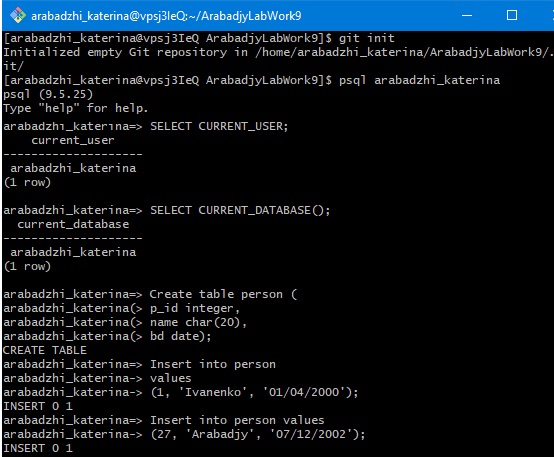 arabadzhi_katerina@vpsj3IeQ:~/ArabadjyLabWork9
[arabadzhi_katerina@vpsj3IeQ ArabadjyLabWork9]$ git init
Initialized empty Git repository in /home/arabadzhi_katerina/ArabadjyLabWork9/.
it/
[arabadzhi_katerina@vpsj3IeQ ArabadjyLabWork9]$ psql arabadzhi_katerina
psql (9.5.25)
Type "help" for help.
arabadzhi_katerina=> SELECT CURRENT_USER;
current_user
--------------------
arabadzhi_katerina
(1 row)
arabadzhi_katerina=> SELECT CURRENT_DATABASE();
current_database
--------------------
arabadzhi_katerina
(1 row)
arabadzhi_katerina=> Create table person (
arabadzhi_katerina(> p_id integer,
arabadzhi_katerina(> name char(20),
arabadzhi_katerina(> bd date);
CREATE TABLE
arabadzhi_katerina=> Insert into person
arabadzhi_katerina-> values
arabadzhi_katerina-> (1, 'Ivanenko', '01/04/2000');
INSERT 0 1
arabadzhi_katerina=> Insert into person values
arabadzhi_katerina-> (27, 'Arabadjy', '07/12/2002');
INSERT 0 1